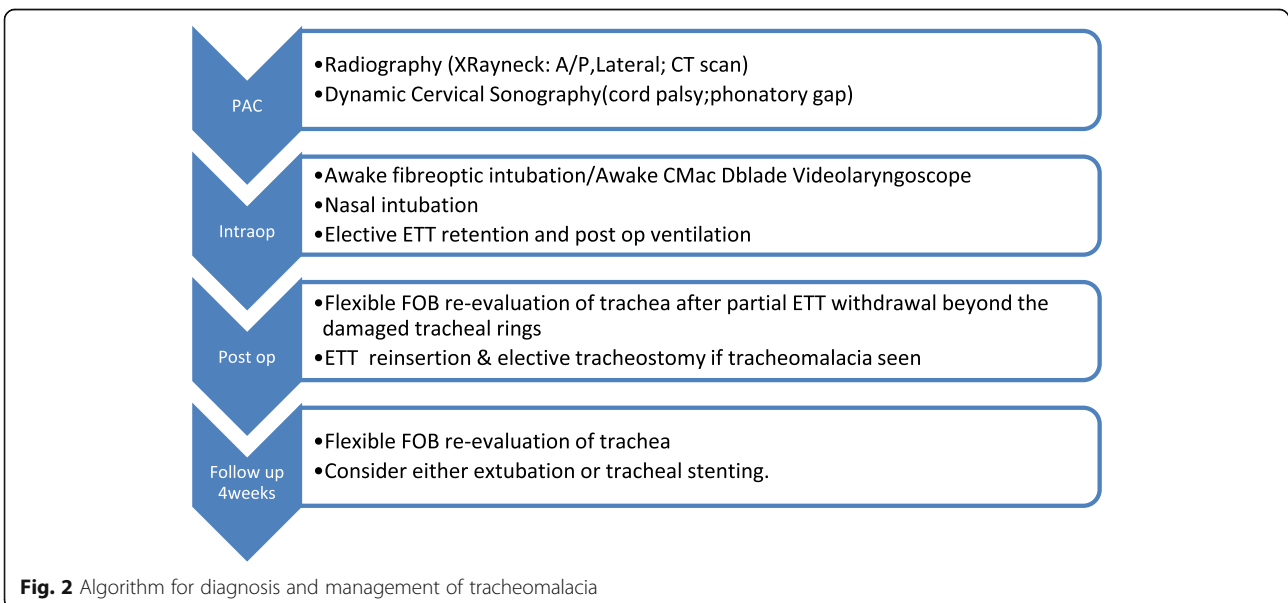 PAC
•Radiography (XRayneck: A/P,Lateral; CT scan)
•Dynamic Cervical Sonography(cord palsy;phonatory gap)
Intraop
•Awake fibreoptic intubation/Awake CMac Dblade Videolaryngoscope
•Nasal intubation
•Elective ETT retention and post op ventilation
Post op
•Flexible FOB re-evaluation of trachea after partial ETT withdrawal beyond the
damaged tracheal rings
•ETT reinsertion & elective tracheostomy if tracheomalacia seen
Follow up
4weeks
•Flexible FOB re-evaluation of trachea
•Consider either extubation or tracheal stenting.
Fig. 2 Algorithm for diagnosis and management of tracheomalacia